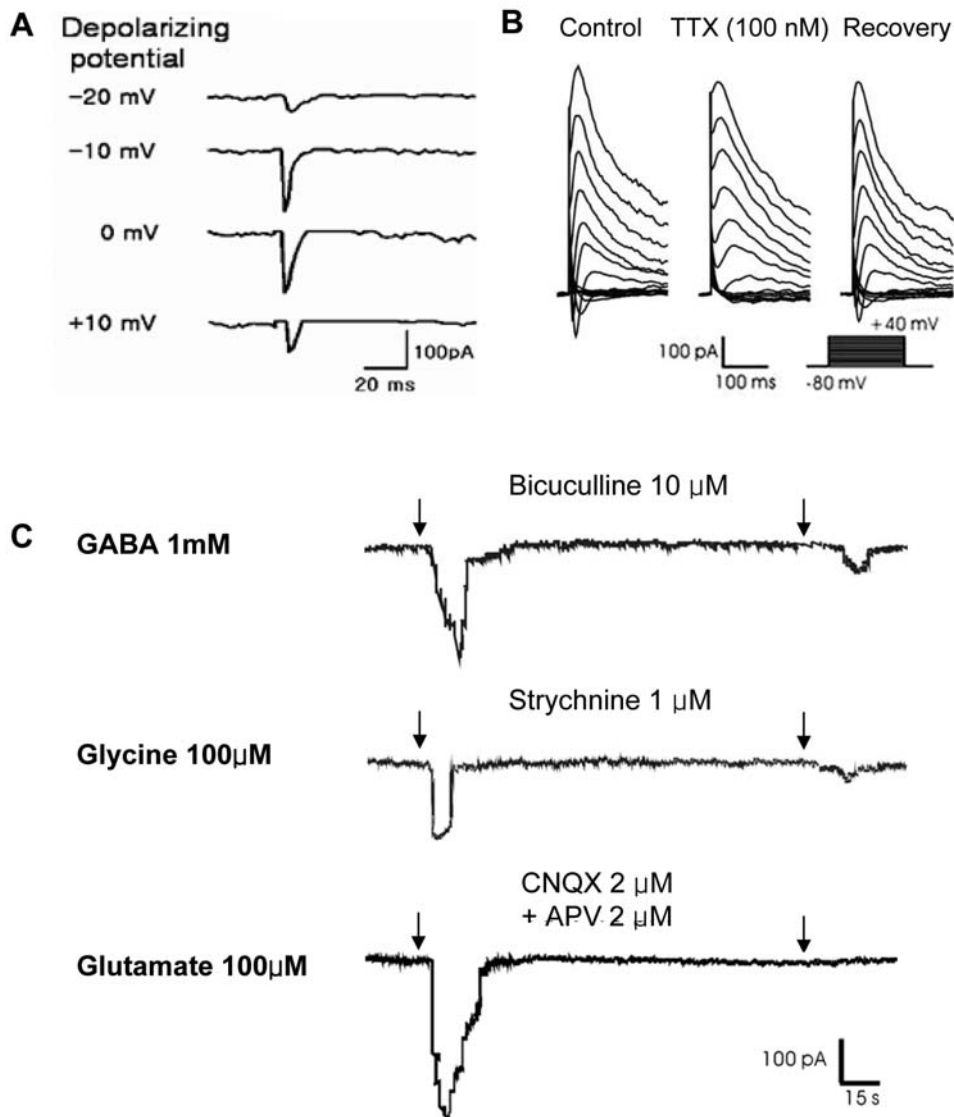 A
Depolarizing
potential
−20 mV
−10 mV
0 mV
+10 mV
100pA
20 ms
B
Control TTX (100 nM) Recovery
100 pA
100 ms
+40 mV
-80 mV
C
Bicuculline 10 µM
GABA 1mM
Strychnine 1 µM
Glycine 100µM
CNQX 2 µM
+ APV 2 µM
Glutamate 100µM
100 pA
15 s